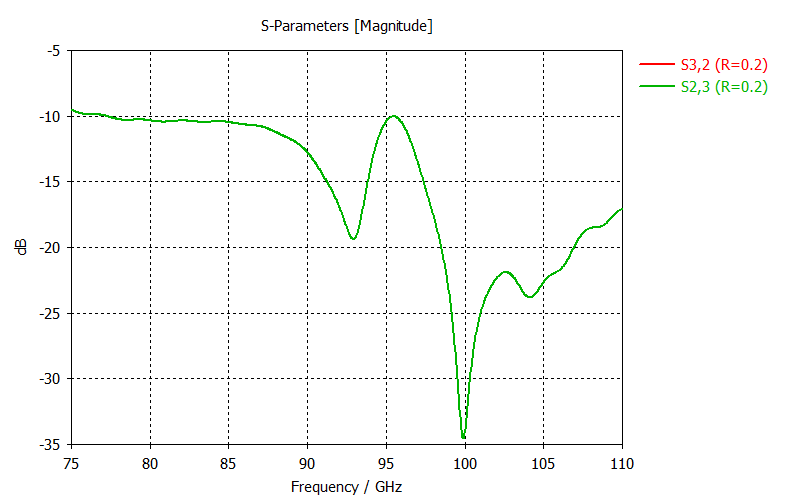 S-Parameters [Magnitude]
S3,2 (R=0.2)
S2,3 (R=0.2)
dB
-5
-10
-15
-20
-25
-30
-35
75 80 85 90 95 100 105 110
Frequency / GHz